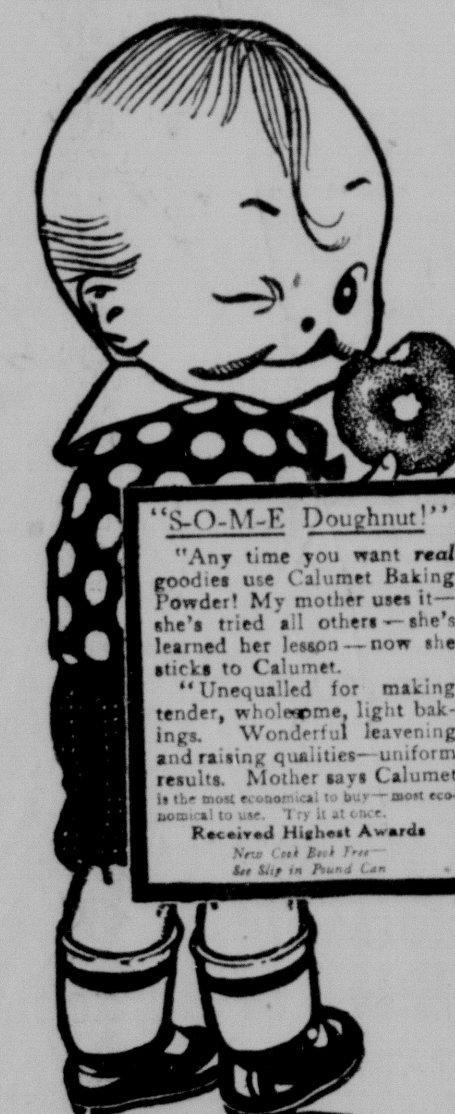 "S-O-M-E Doughnut!"
"Any time you want real
goodies use Calumet Baking
Powder! My mother uses it—
she's tried all others—she's
learned her lesson—now she
sticks to Calumet.
"Unequalled for making
tender, wholesome, light bak-
ings. Wonderful leavening
and raising qualities—uniform
results. Mother says Calumet
is the most economical to buy—most eco-
nomical to use. Try it at once.
Received Highest Awards
New Cook Book Free—
See Slip in Pound Can